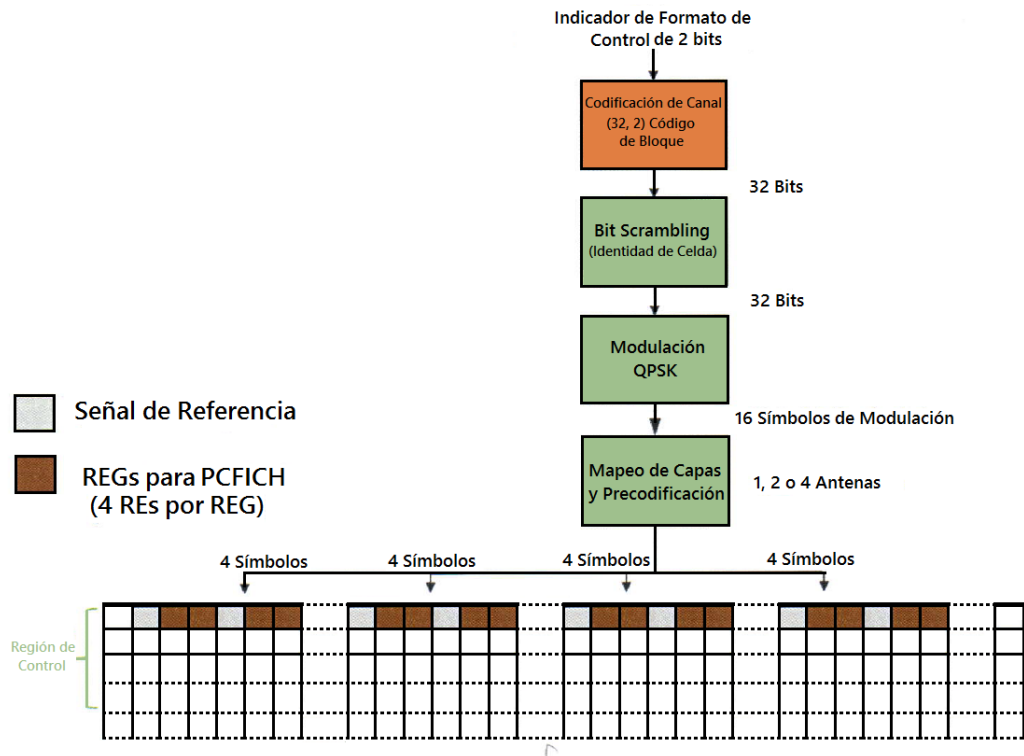 Indicador de Formato de
Control de 2 bits
Codificación de Canal
(32, 2) Código
de Bloque
32 Bits
Bit Scrambling
(Identidad de Celda)
32 Bits
Modulación
QPSK
Señal de Referencia
16 Símbolos de Modulación
REGs para PCFICH
(4 REs por REG)
Mapeo de Capas
y Precodificación
1, 2 o 4 Antenas
4 Símbolos
4 Símbolos
4 Símbolos
4 Símbolos
Región de
Control